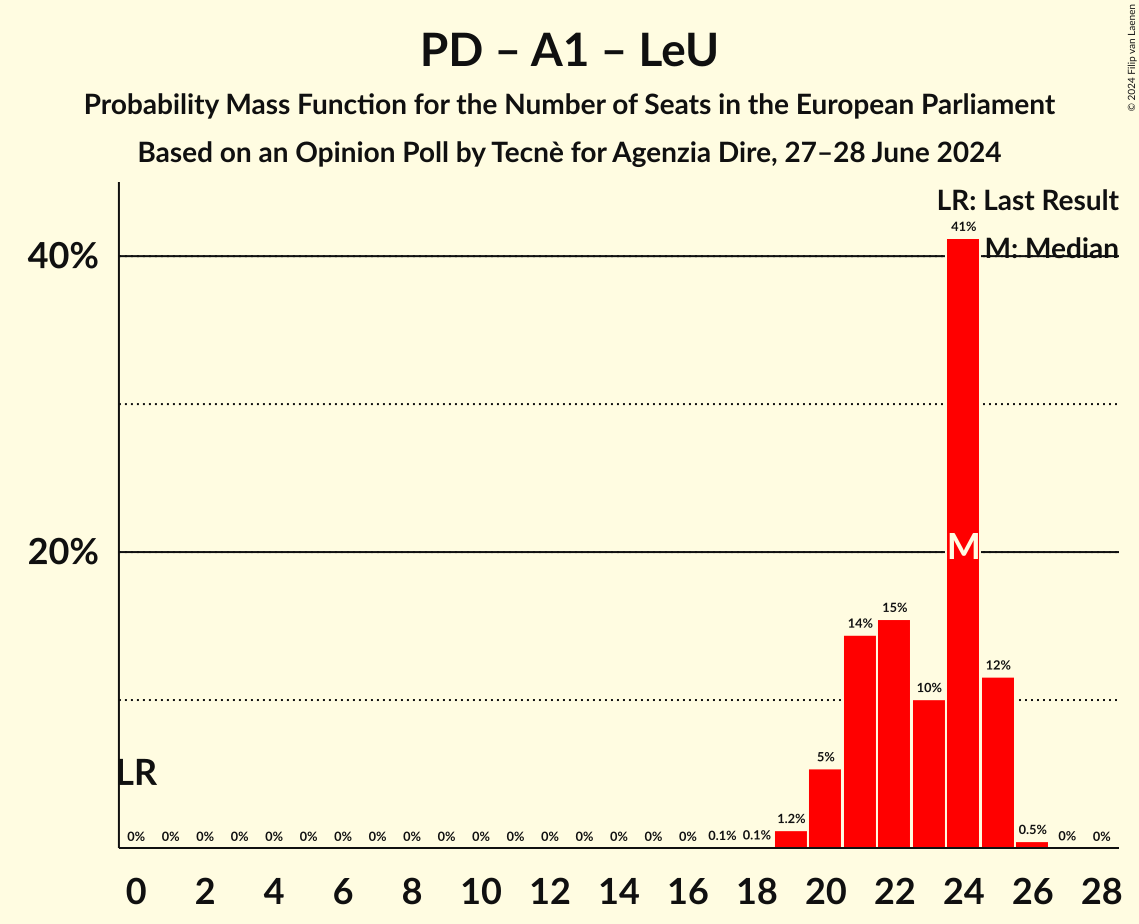 PD – A1 – LeU
Probability Mass Function for the Number of Seats in the European Parliament
Based on an Opinion Poll by Tecnè for Agenzia Dire, 27–28 June 2024
© 2024 Filip van Laenen
LR: Last Result
M: Median
40%
20%
41%
M
15%
14%
12%
10%
5%
LR
0% 0% 0% 0% 0% 0% 0% 0% 0% 0% 0% 0% 0% 0% 0% 0% 0% 0.1% 0.1% 1.2% 0.5% 0% 0%
0 2 4 6 8 10 12 14 16 18 20 22 24 26 28